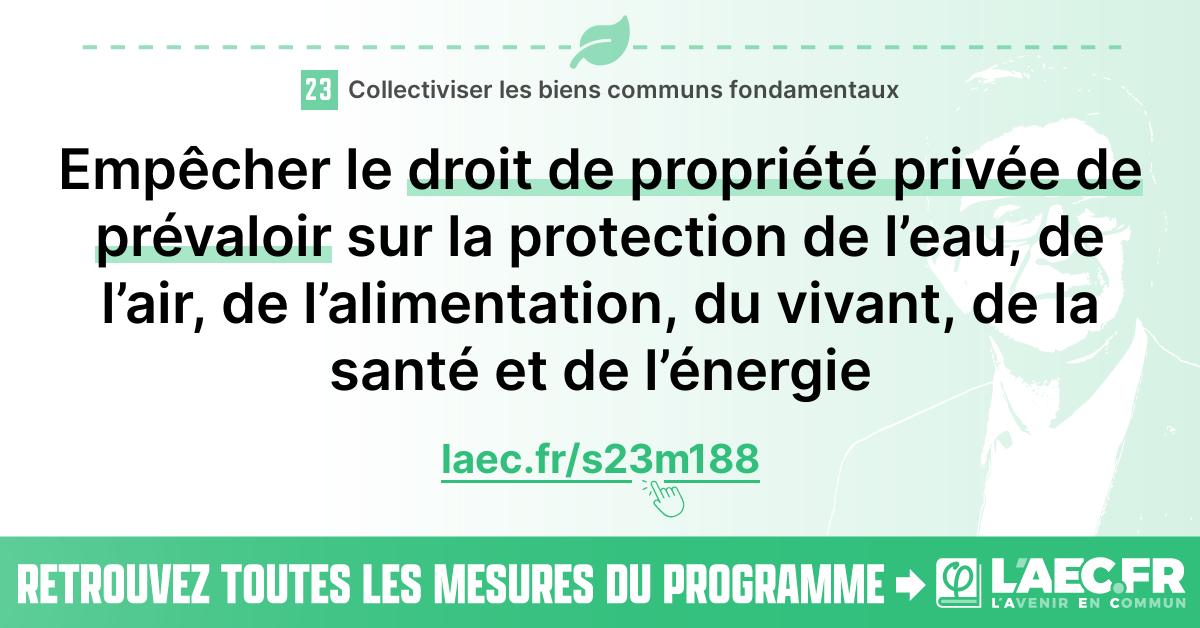 23 Collectiviser les biens communs fondamentaux
Empêcher le droit de propriété privée de
prévaloir sur la protection de l’eau, de
l’air, de l’alimentation, du vivant, de la
santé et de l’énergie
laec.fr/s23m188
RETROUVEZ TOUTES LES MESURES DU PROGRAMME
L'AEC.FR
L'AVENIR EN COMMUN